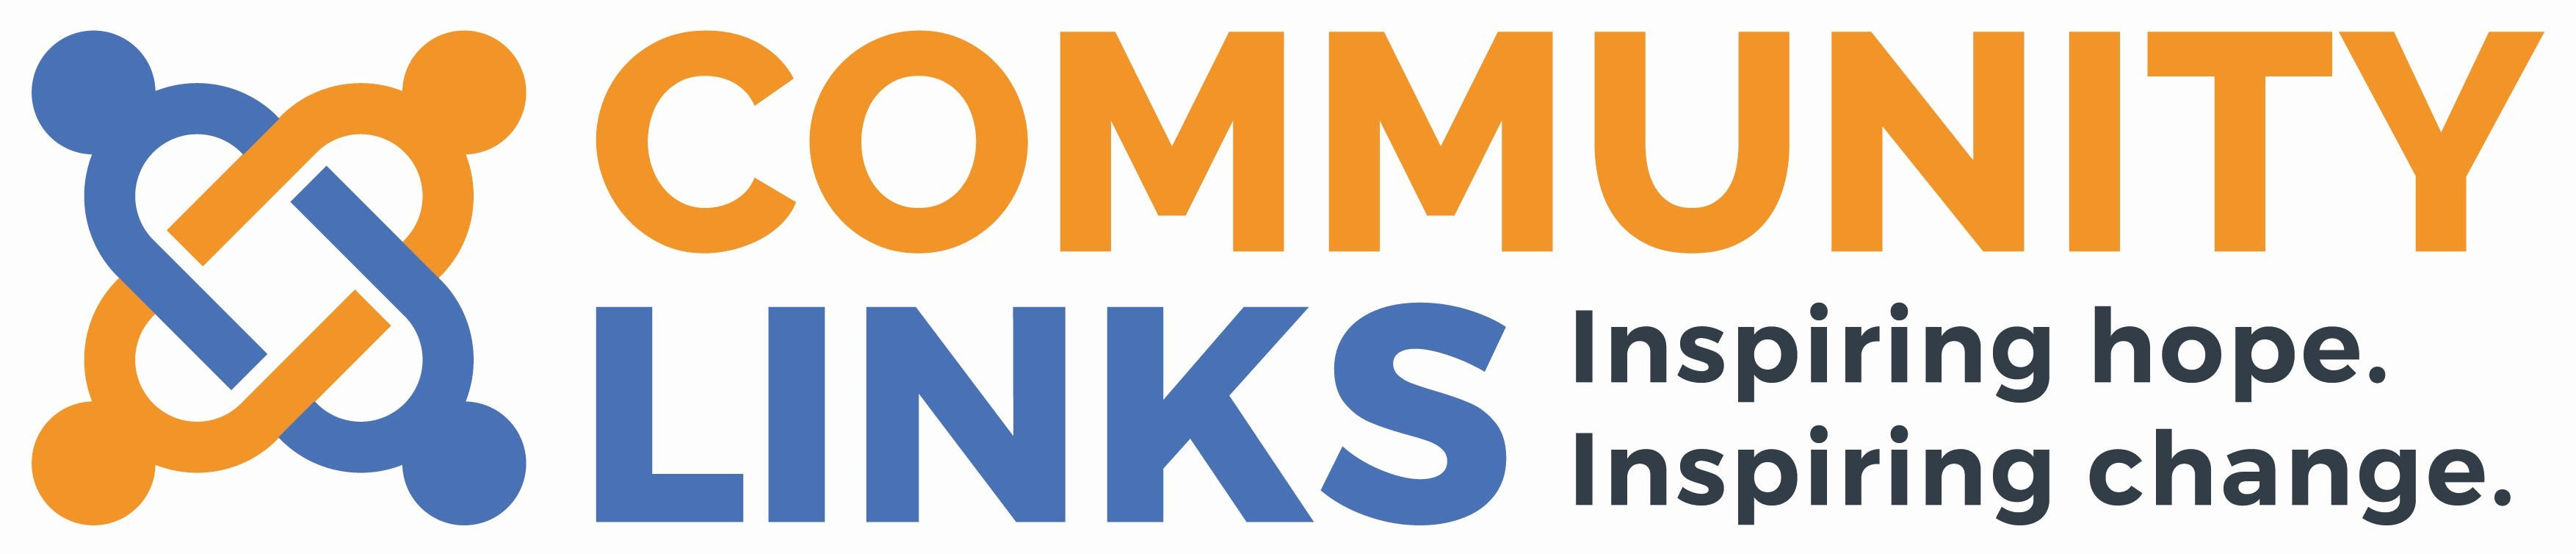 COMMUNITY
LINKS
Inspiring hope.
Inspiring change.